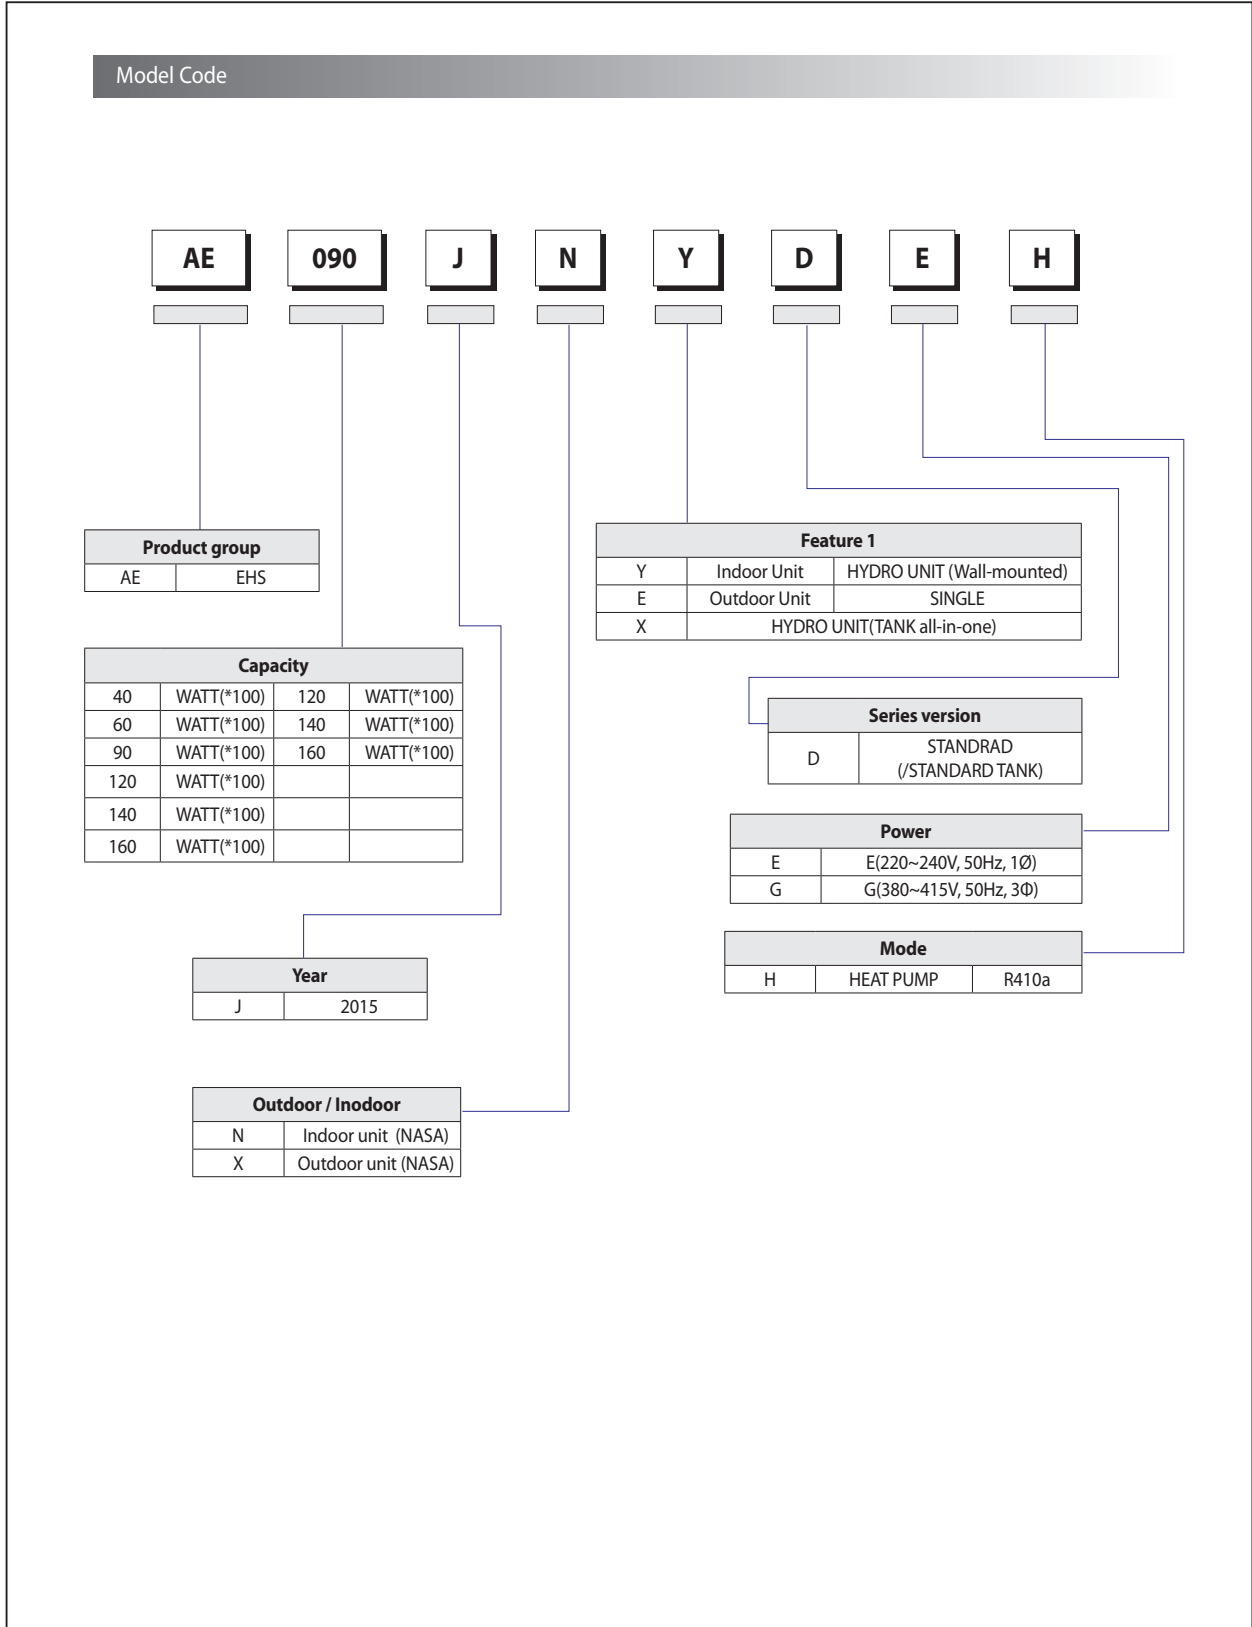 Model Code
AE 090 J N Y D E H
Product group
AE EHS
Capacity
40 WATT(*100) 120 WATT(*100)
60 WATT(*100) 140 WATT(*100)
90 WATT(*100) 160 WATT(*100)
120 WATT(*100)
140 WATT(*100)
160 WATT(*100)
Year
J 2015
Outdoor / Inodoor
N Indoor unit (NASA)
X Outdoor unit (NASA)
Feature 1
Y Indoor Unit HYDRO UNIT (Wall-mounted)
E Outdoor Unit SINGLE
X HYDRO UNIT(TANK all-in-one)
Series version
D STANDRAD
(/STANDARD TANK)
Power
E E(220~240V, 50Hz, 1Ø)
G G(380~415V, 50Hz, 3Φ)
Mode
H HEAT PUMP R410a